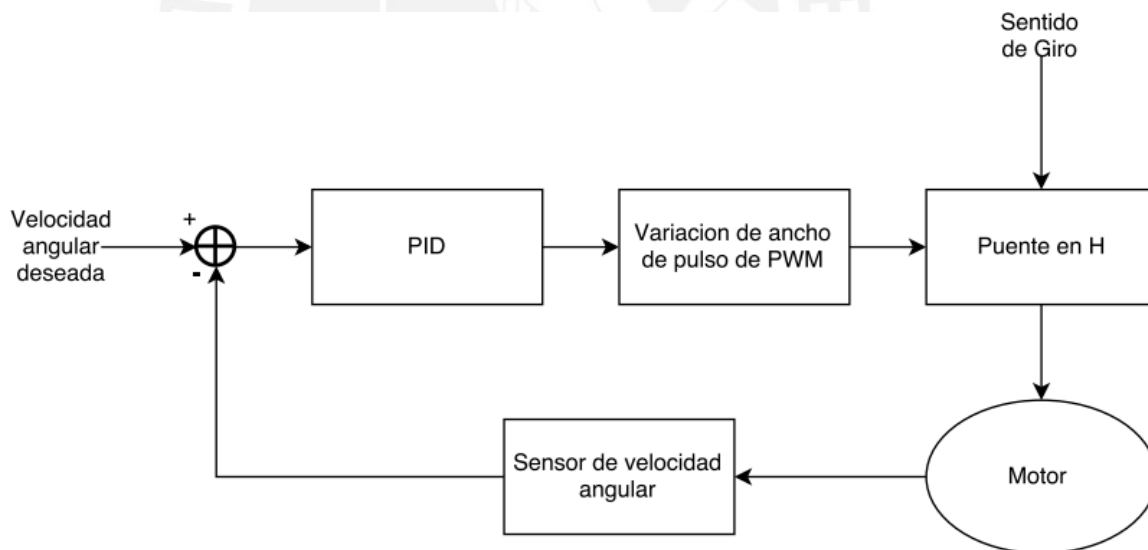 Sentido
de Giro
Velocidad
angular
deseada
+
-
PID
Variacion de ancho
de pulso de PWM
Puente en H
Sensor de velocidad
angular
Motor